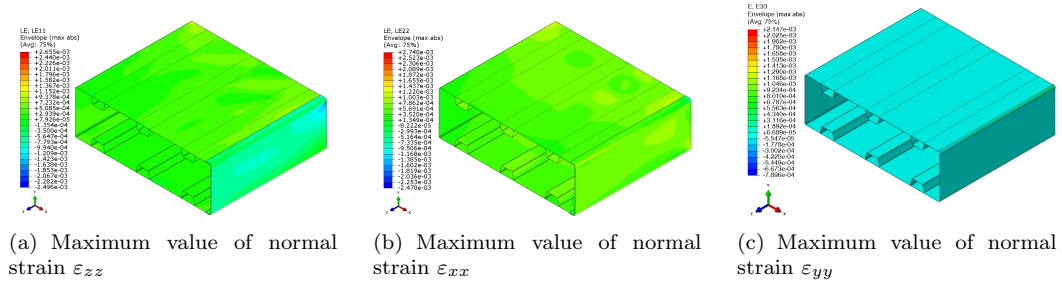 LE, LE11
Envelope (max abs)
(Avg: 75%)
+2.655e-03
+2.440e-03
+2.226e-03
+2.011e-03
+1.796e-03
+1.582e-03
+1.367e-03
+1.152e-03
+9.378e-04
+7.232e-04
+5.085e-04
+2.939e-04
+7.926e-05
-1.354e-04
-3.500e-04
-5.647e-04
-7.793e-04
-9.940e-04
-1.209e-03
-1.423e-03
-1.638e-03
-1.853e-03
-2.067e-03
-2.282e-03
-2.496e-03
Y
Z
X
(a) Maximum value of normal
strain εzz
LE, LE22
Envelope (max abs)
(Avg: 75%)
+2.740e-03
+2.523e-03
+2.306e-03
+2.089e-03
+1.872e-03
+1.655e-03
+1.437e-03
+1.220e-03
+1.003e-03
+7.862e-04
+5.691e-04
+3.520e-04
+1.349e-04
-8.222e-05
-2.993e-04
-5.164e-04
-7.335e-04
-9.506e-04
-1.168e-03
-1.385e-03
-1.602e-03
-1.819e-03
-2.036e-03
-2.253e-03
-2.470e-03
Y
Z
X
(b) Maximum value of normal
strain εxx
E, E33
Envelope (max abs)
(Avg: 75%)
+2.147e-03
+2.025e-03
+1.902e-03
+1.780e-03
+1.658e-03
+1.535e-03
+1.413e-03
+1.290e-03
+1.168e-03
+1.046e-03
+9.234e-04
+8.010e-04
+6.787e-04
+5.563e-04
+4.340e-04
+3.116e-04
+1.892e-04
+6.689e-05
-5.547e-05
-1.778e-04
-3.002e-04
-4.225e-04
-5.449e-04
-6.673e-04
-7.896e-04
Y
Z
X
(c) Maximum value of normal
strain εyy